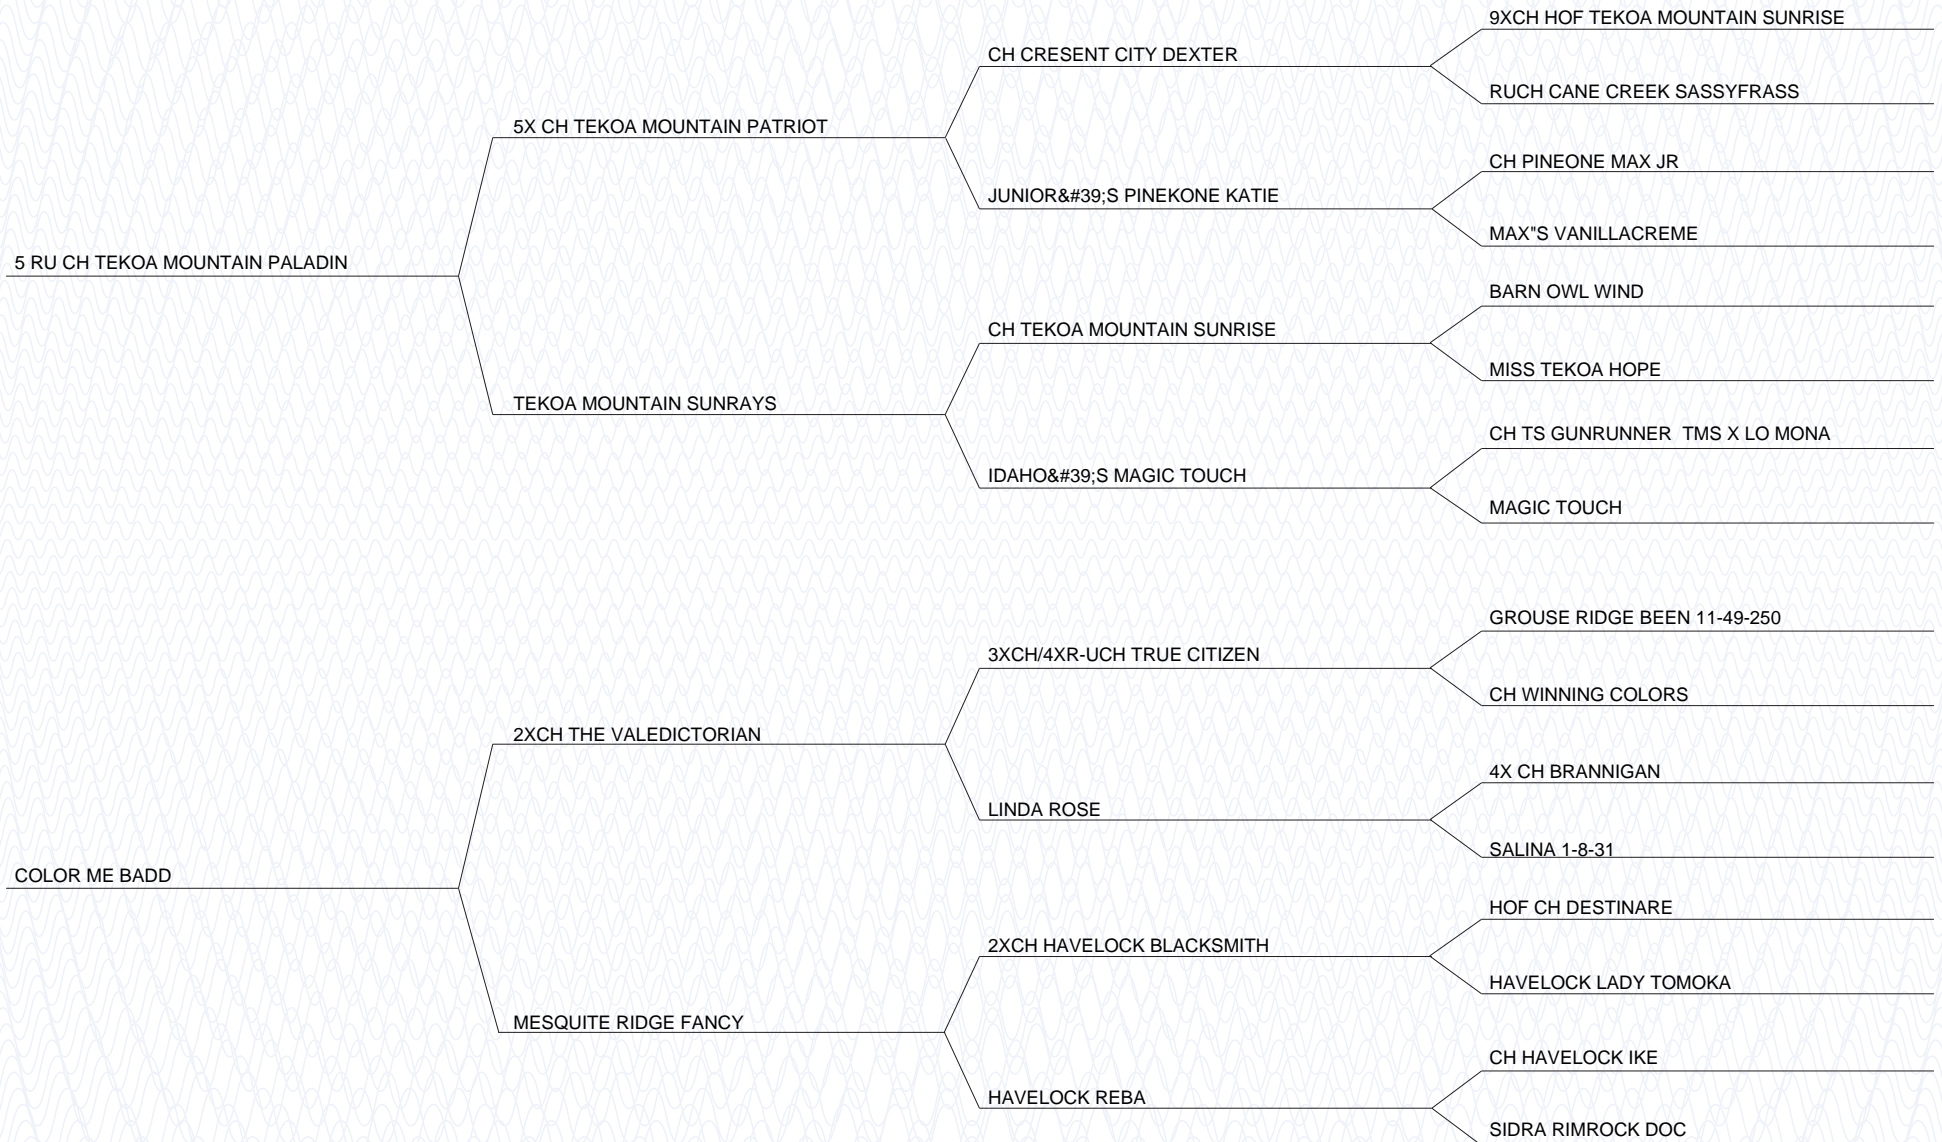 9XCH HOF TEKOA MOUNTAIN SUNRISE
CH CRESENT CITY DEXTER
RUCH CANE CREEK SASSYFRASS
5X CH TEKOA MOUNTAIN PATRIOT
CH PINEONE MAX JR
JUNIOR&#39;S PINEKONE KATIE
MAX"S VANILLACREME
5 RU CH TEKOA MOUNTAIN PALADIN
BARN OWL WIND
CH TEKOA MOUNTAIN SUNRISE
MISS TEKOA HOPE
TEKOA MOUNTAIN SUNRAYS
CH TS GUNRUNNER  TMS X LO MONA
IDAHO&#39;S MAGIC TOUCH
MAGIC TOUCH
GROUSE RIDGE BEEN 11-49-250
3XCH/4XR-UCH TRUE CITIZEN
CH WINNING COLORS
2XCH THE VALEDICTORIAN
4X CH BRANNIGAN
LINDA ROSE
SALINA 1-8-31
COLOR ME BADD
HOF CH DESTINARE
2XCH HAVELOCK BLACKSMITH
HAVELOCK LADY TOMOKA
MESQUITE RIDGE FANCY
CH HAVELOCK IKE
HAVELOCK REBA
SIDRA RIMROCK DOC